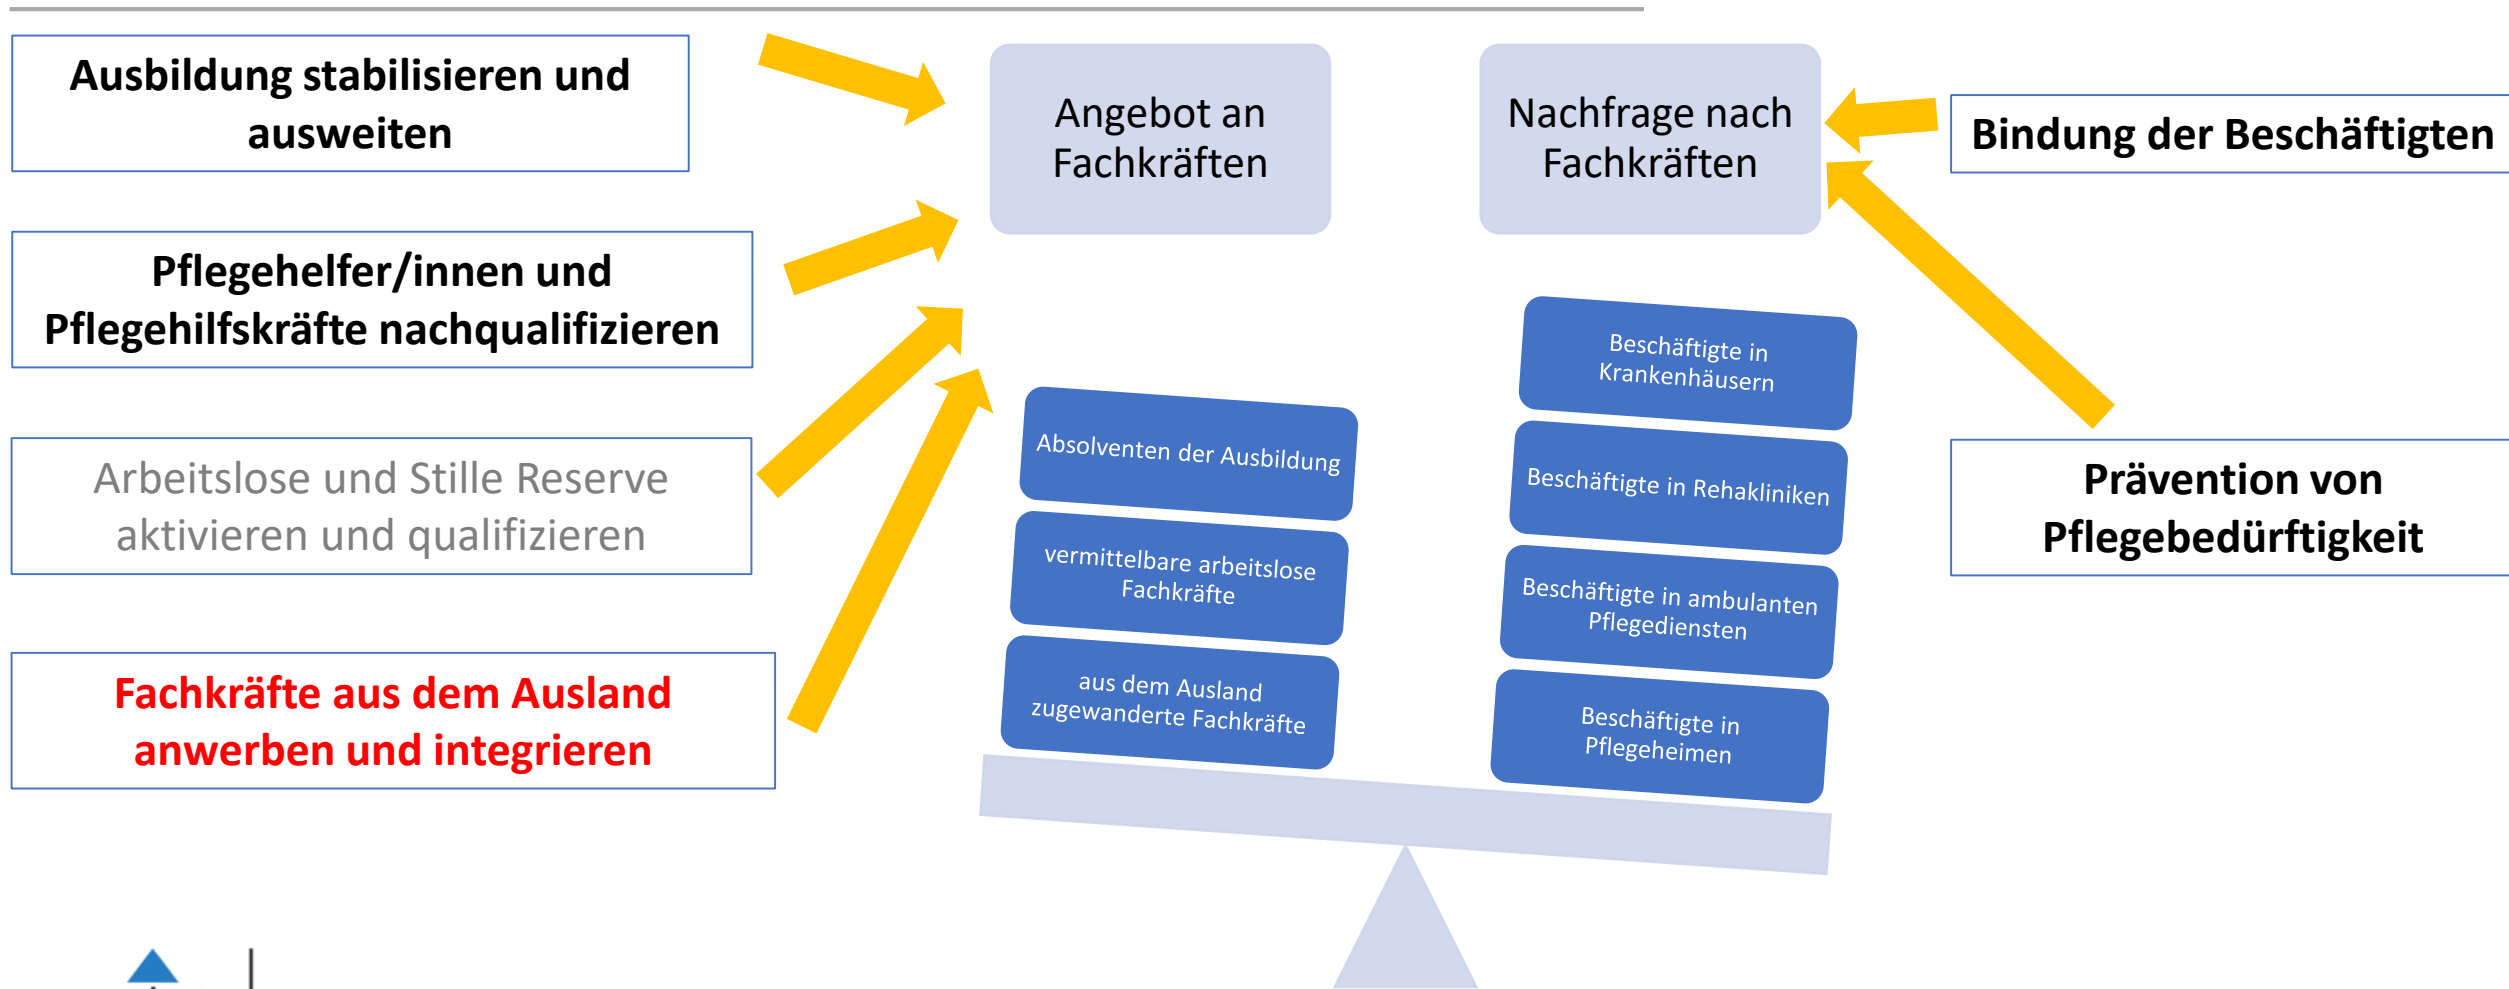 Ausbildung stabilisieren und
ausweiten
Pflegehelfer/innen und
Pflegehilfskräfte nachqualifizieren
Arbeitslose und Stille Reserve
aktivieren und qualifizieren
Fachkräfte aus dem Ausland
anwerben und integrieren
Angebot an
Fachkräften
Absolventen der Ausbildung
vermittelbare arbeitslose
Fachkräfte
aus dem Ausland
zugewanderte Fachkräfte
Nachfrage nach
Fachkräften
Beschäftigte in
Krankenhäusern
Beschäftigte in Rehakliniken
Beschäftigte in ambulanten
Pflegediensten
Beschäftigte in
Pflegeheimen
Bindung der Beschäftigten
Prävention von
Pflegebedürftigkeit